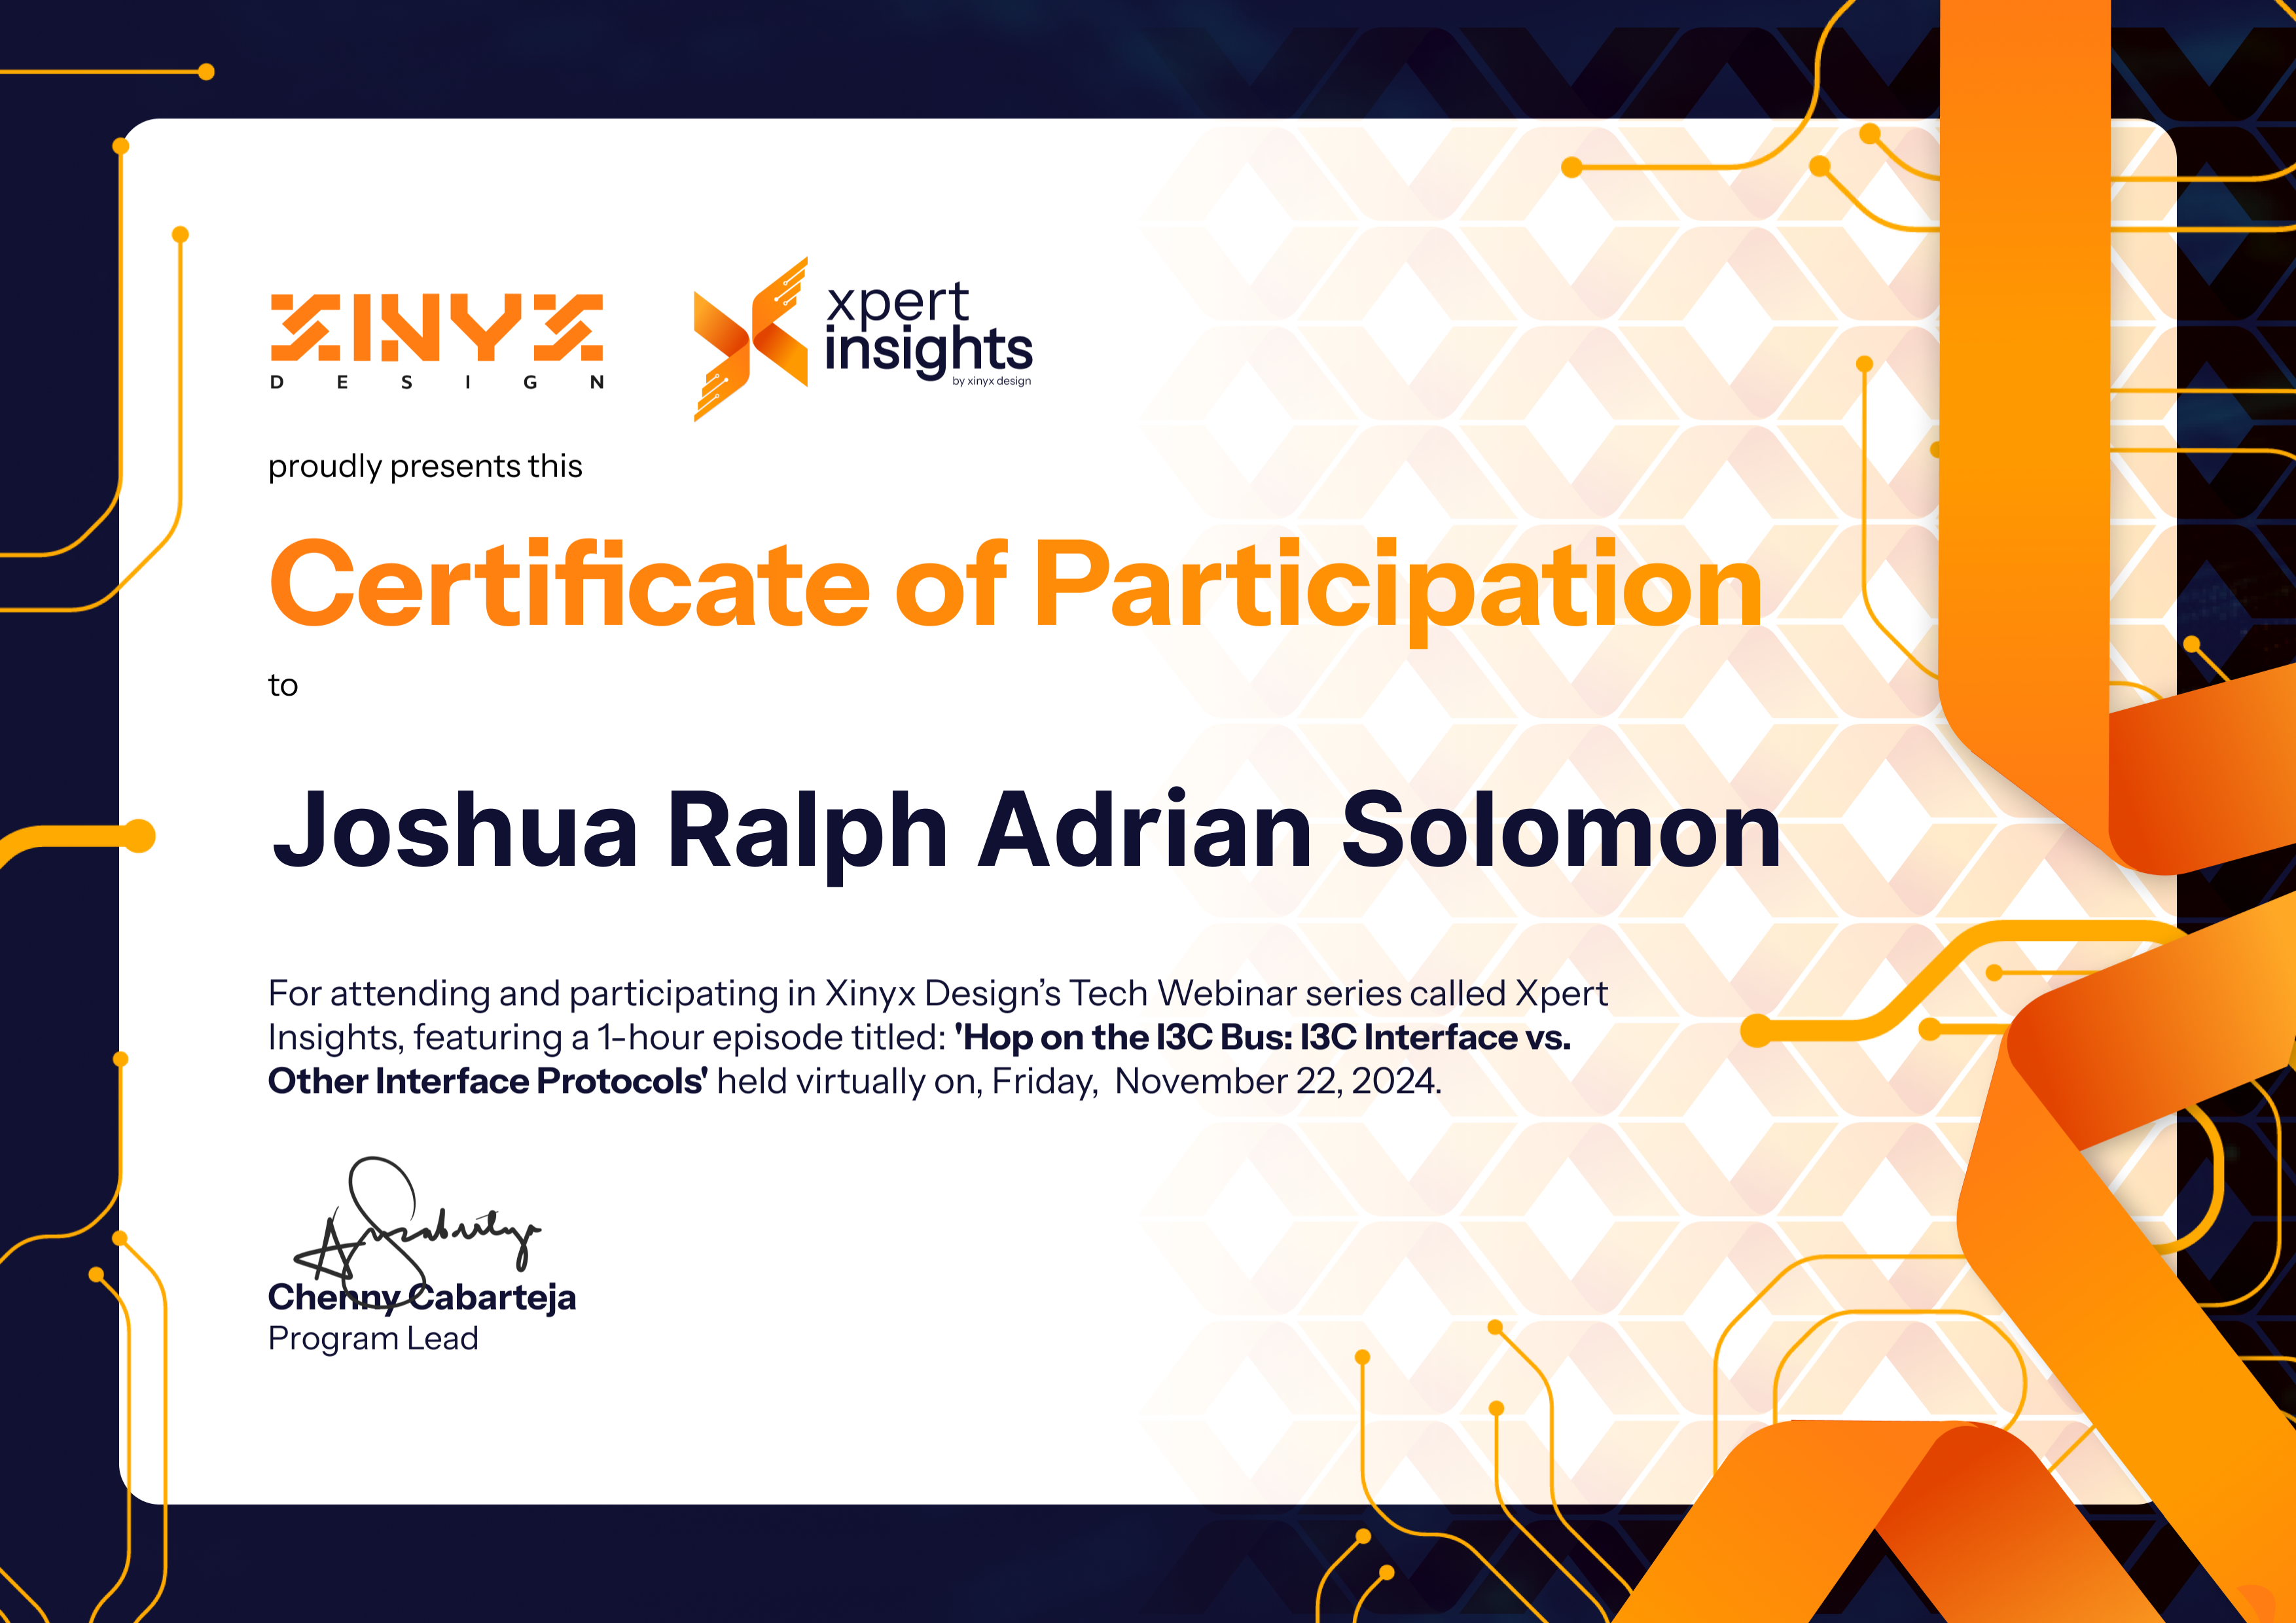 XINYX
DESIGN
xpert
insights
by xinyx design
proudly presents this
Certificate of Participation
to
Joshua Ralph Adrian Solomon
For attending and participating in Xinyx Design’s Tech Webinar series called Xpert
Insights, featuring a 1-hour episode titled: 'Hop on the I3C Bus: I3C Interface vs.
Other Interface Protocols' held virtually on, Friday,  November 22, 2024.
Chenny Cabarteja
Program Lead